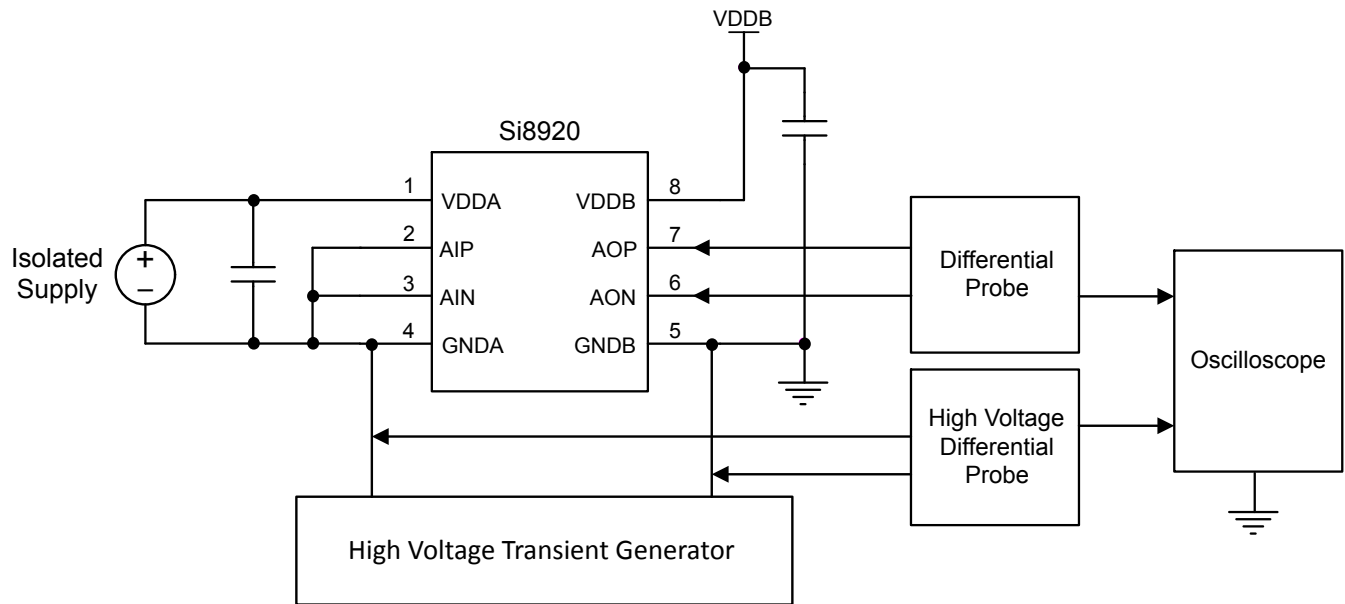 VDDB
Si8920
Isolated
Supply
+
–
1
2
3
4
VDDA
AIP
AIN
GNDA
VDDB
AOP
AON
GNDB
8
7
6
5
Differential
Probe
High Voltage
Differential
Probe
Oscilloscope
High Voltage Transient Generator